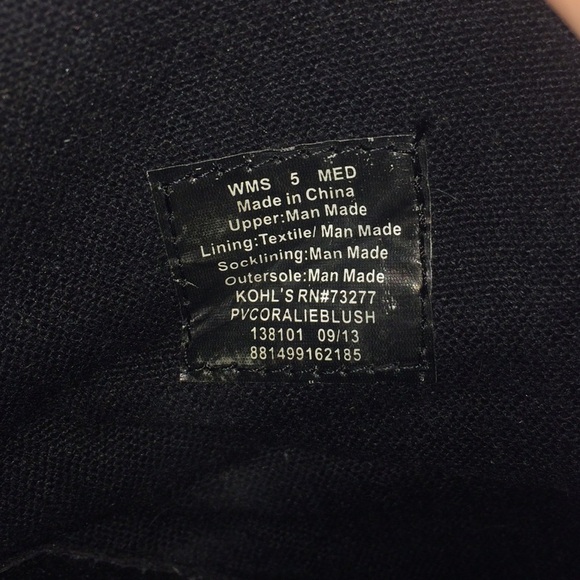 WMS 5 MED
Made in China
Upper:Man Made
Lining:Textile/ Man Made
Socklining:Man Made
Outersole:Man Made
KOHL'S RN#73277
PVCORALIEBLUSH
138101 09/13
881499162185